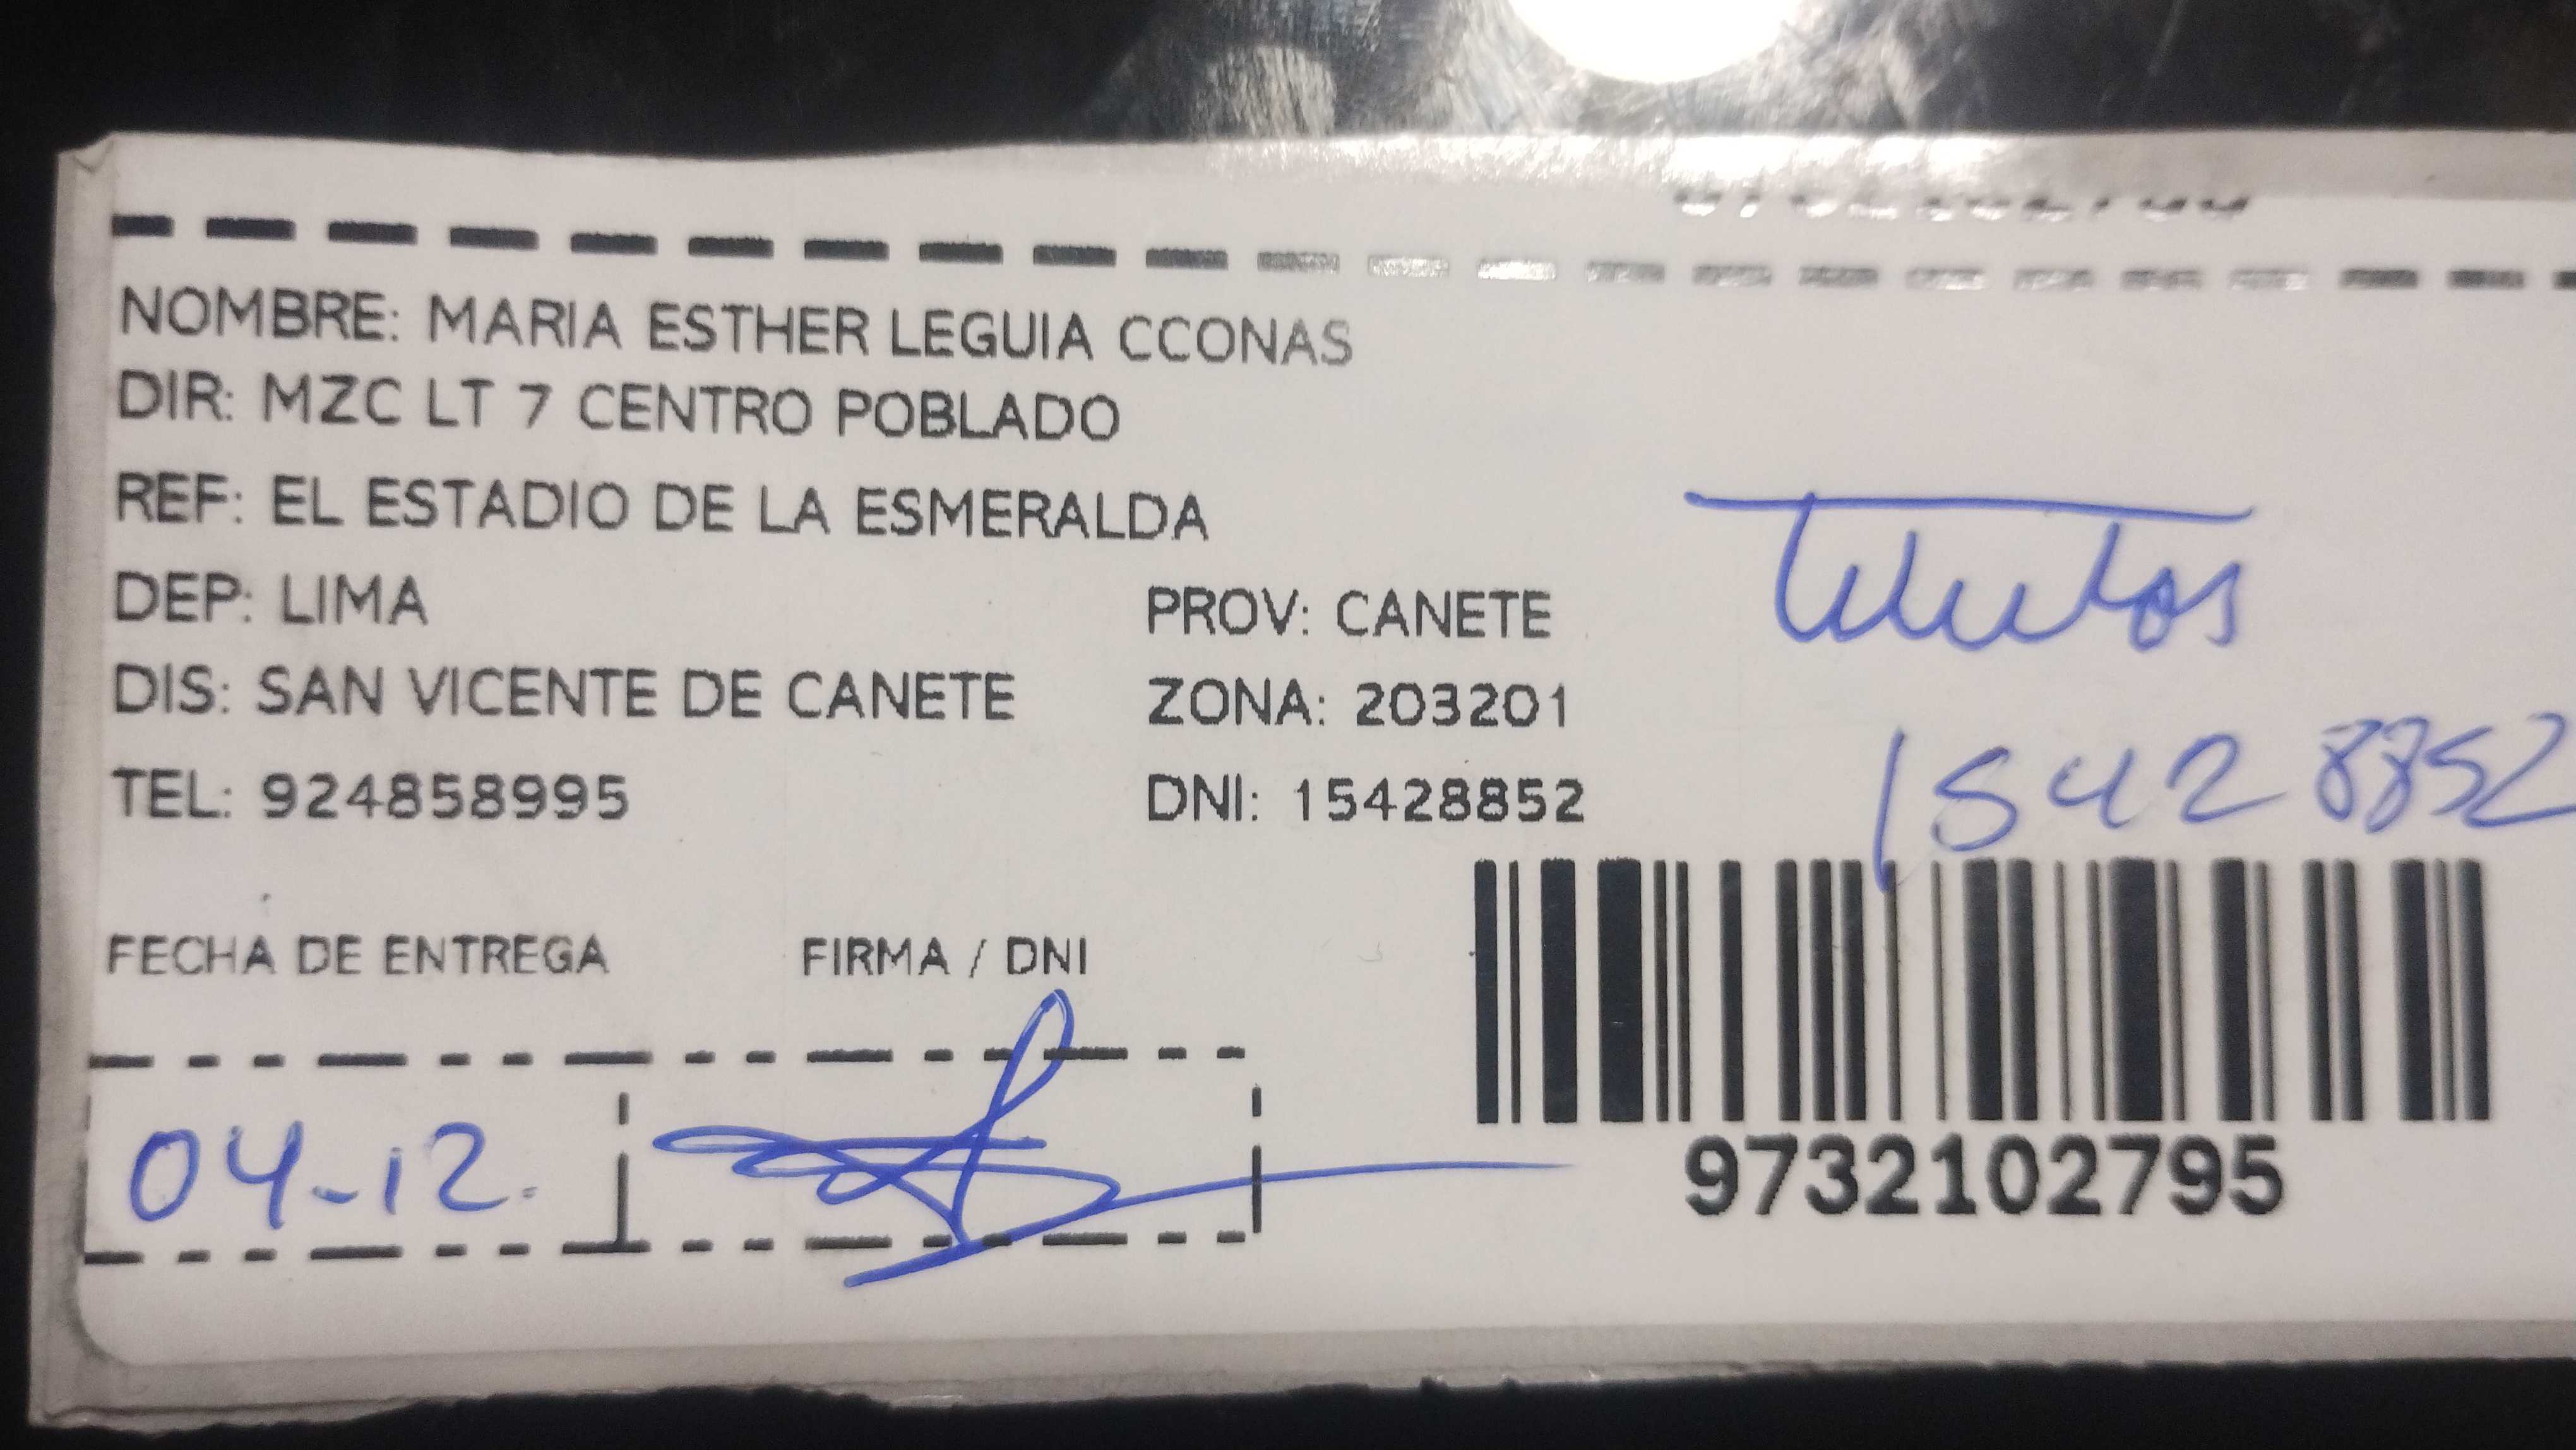 NOMBRE: MARIA ESTHER LEGUIA CCONAS
DIR: MZC LT 7 CENTRO POBLADO
REF: EL ESTADIO DE LA ESMERALDA
DEP: LIMA
PROV: CANETE
DIS: SAN VICENTE DE CANETE
ZONA: 203201
TEL: 924858995
DNI: 15428852
15428852
FECHA DE ENTREGA
FIRMA / DNI
04-12.
9732102795